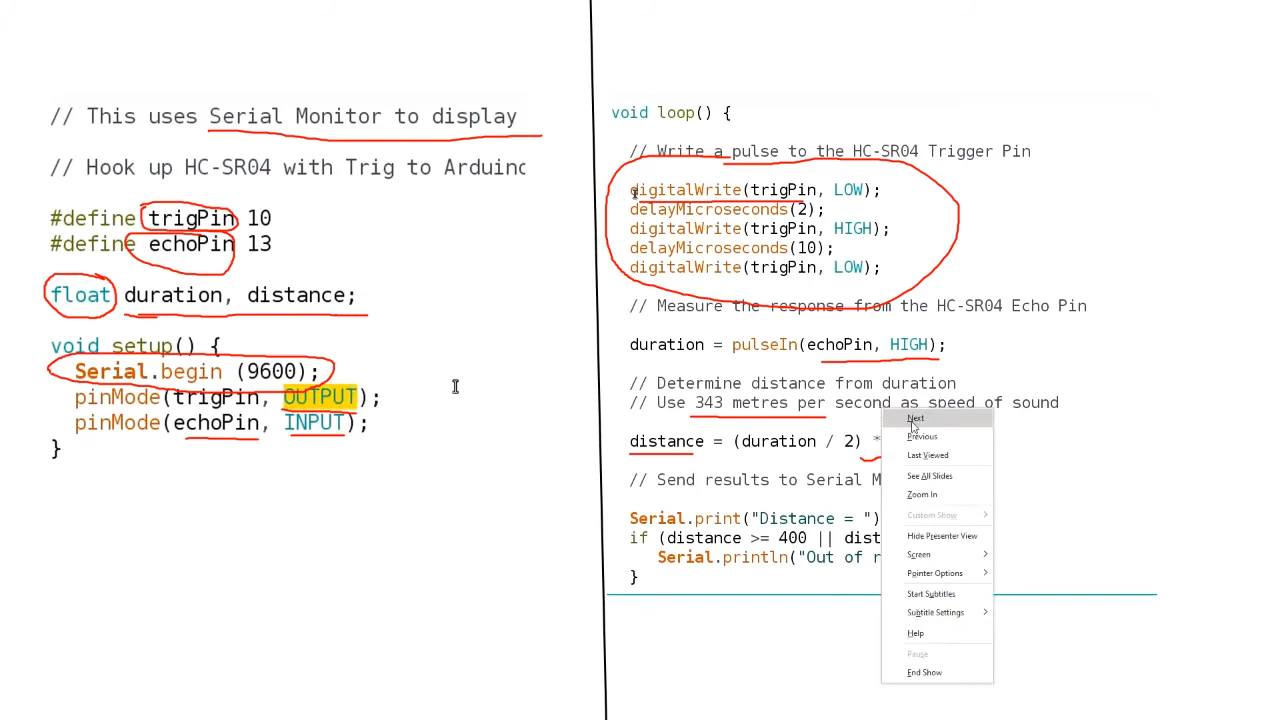 // This uses Serial Monitor to display
// Hook up HC-SR04 with Trig to Arduino
#define trigPin 10
#define echoPin 13
float duration, distance;
void setup() {
Serial.begin (9600);
pinMode(trigPin, OUTPUT);
pinMode(echoPin, INPUT);
}
void loop() {
// Write a pulse to the HC-SR04 Trigger Pin
digitalWrite(trigPin, LOW);
delayMicroseconds(2);
digitalWrite(trigPin, HIGH);
delayMicroseconds(10);
digitalWrite(trigPin, LOW);
// Measure the response from the HC-SR04 Echo Pin
duration = pulseIn(echoPin, HIGH);
// Determine distance from duration
// Use 343 metres per second as speed of sound
distance = (duration / 2) *
// Send results to Serial M
Serial.print("Distance = ")
if (distance >= 400 || dist
Serial.println("Out of r
}
Next
Previous
Last Viewed
See All Slides
Zoom In
Custom Show
Hide Presenter View
Screen
Pointer Options
Start Subtitles
Subtitle Settings
Help
Pause
End Show